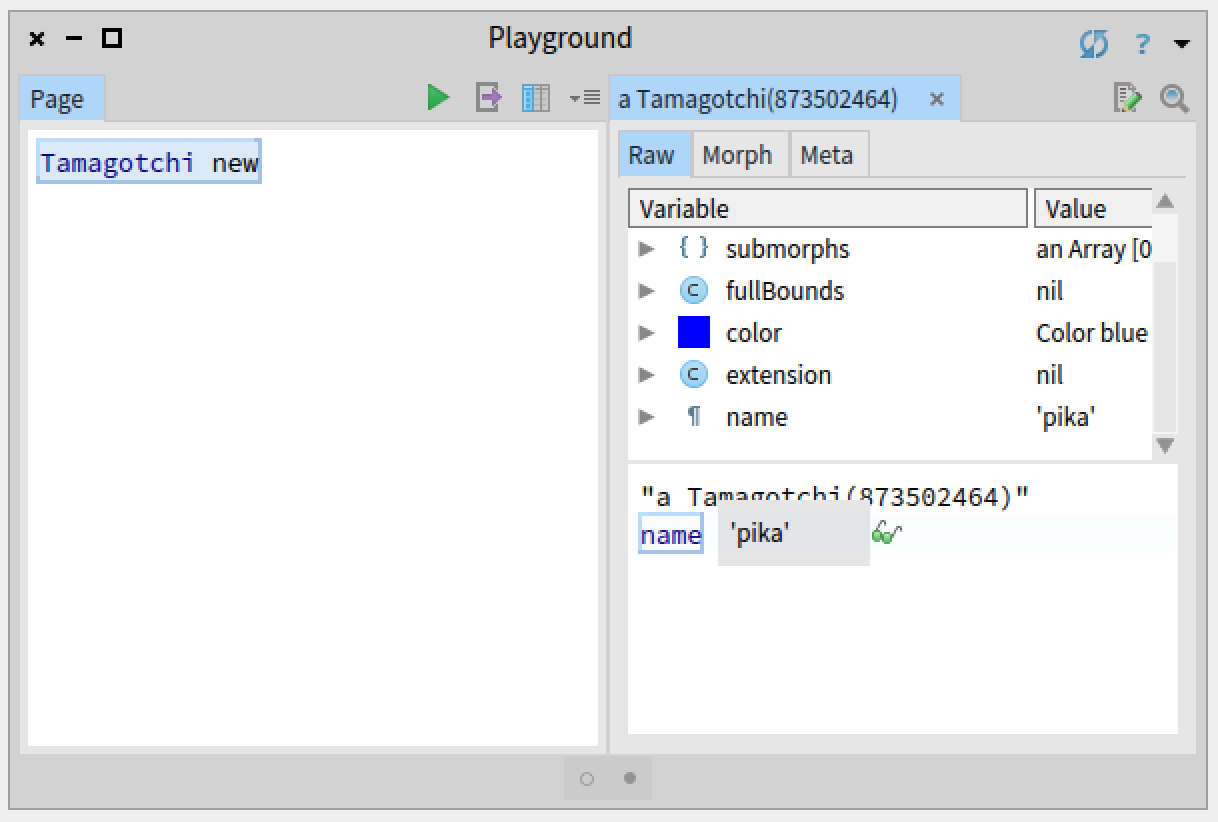 Playground
?
Page
a Tamagotchi(873502464)
Tamagotchi new
Raw Morph Meta
Variable Value
{ } submorphs an Array [0
C fullBounds nil
color Color blue
C extension nil
¶ name 'pika'
"a Tamagotchi(873502464)"
name 'pika'